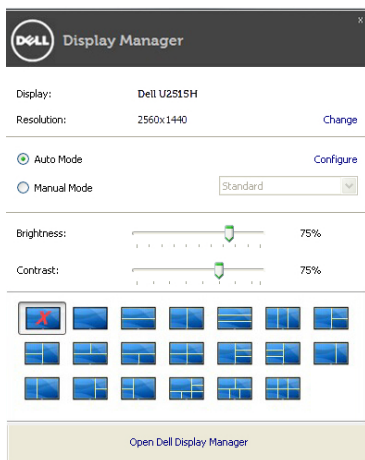 x
DELL Display Manager
Display: Dell U2515H
Resolution: 2560x1440 Change
Auto Mode Configure
Manual Mode Standard
Brightness: 75%
Contrast: 75%
Open Dell Display Manager